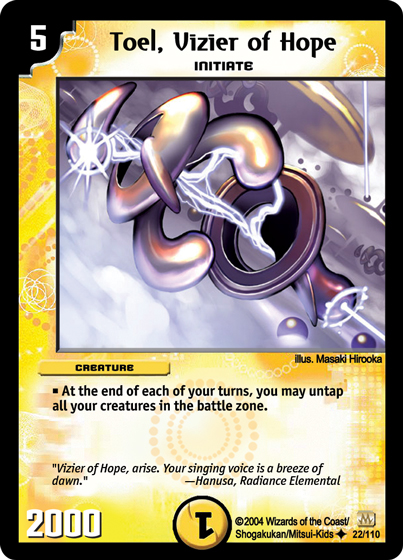 5
Toel, Vizier of Hope
INITIATE
illus. Masaki Hirooka
CREATURE
▪ At the end of each of your turns, you may untap
all your creatures in the battle zone.
"Vizier of Hope, arise. Your singing voice is a breeze of
dawn." —Hanusa, Radiance Elemental
2000
©2004 Wizards of the Coast/
Shogakukan/Mitsui-Kids ✦ 22/110